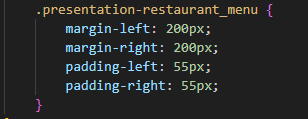 .presentation-restaurant_menu {
margin-left: 200px;
margin-right: 200px;
padding-left: 55px;
padding-right: 55px;
}